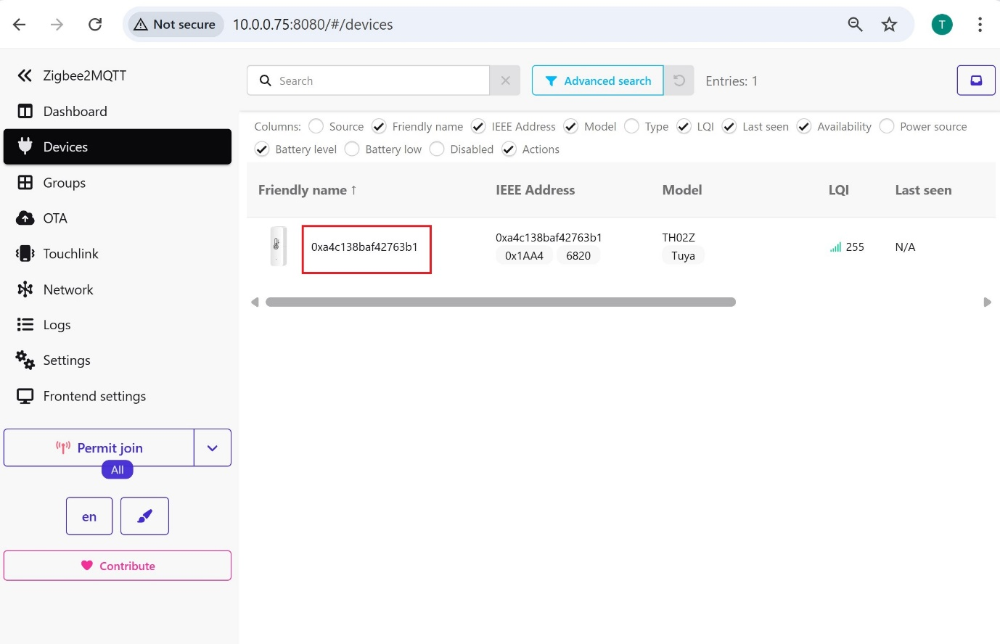 Not secure 10.0.0.75:8080/#/devices T
Zigbee2MQTT
Dashboard
Devices
Groups
OTA
Touchlink
Network
Logs
Settings
Frontend settings
Permit join
All
en
Contribute
Search Advanced search Entries: 1
Columns: Source Friendly name IEEE Address Model Type LQI Last seen Availability Power source
Battery level Battery low Disabled Actions
Friendly name ↑ IEEE Address Model LQI Last seen
0xa4c138baf42763b1 0xa4c138baf42763b1 TH02Z 255 N/A
0x1AA4 6820 Tuya